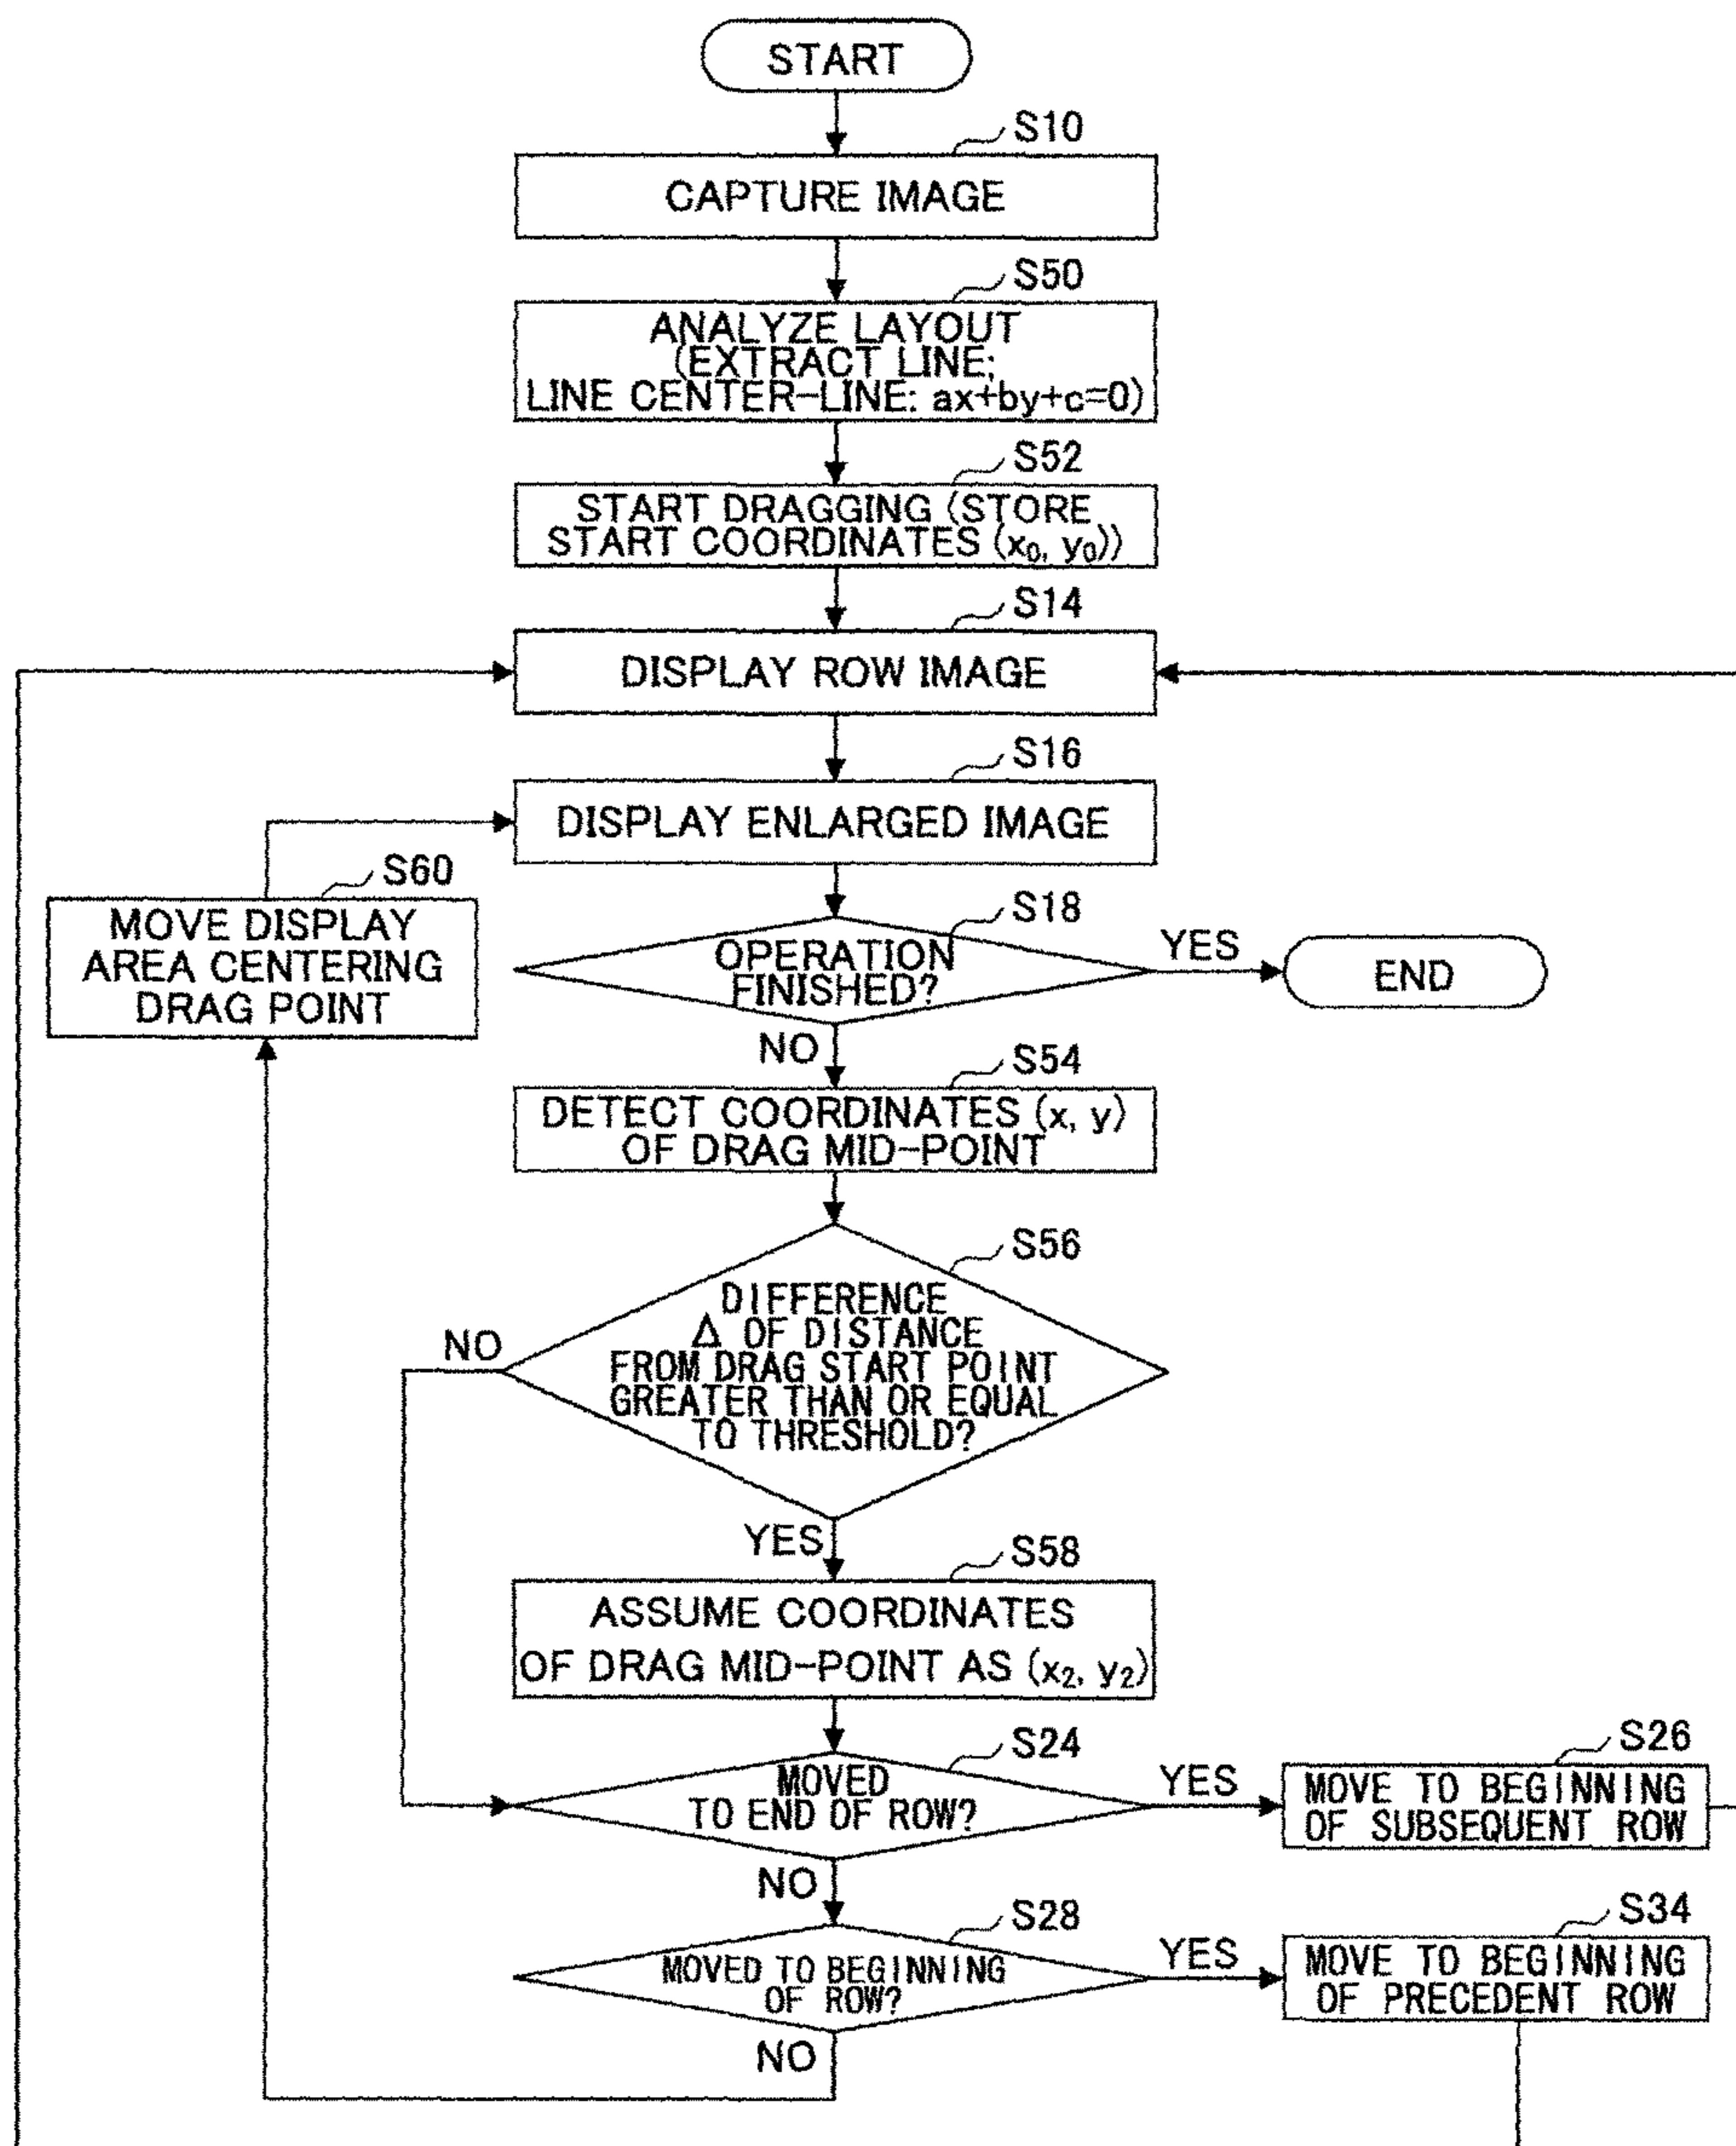 START
S10
CAPTURE IMAGE
S50
ANALYZE LAYOUT
(EXTRACT LINE;
LINE CENTER-LINE: ax+by+c=0)
S52
START DRAGGING (STORE
START COORDINATES (x₀, y₀))
S14
DISPLAY ROW IMAGE
S16
DISPLAY ENLARGED IMAGE
S60
MOVE DISPLAY
AREA CENTERING
DRAG POINT
S18
OPERATION
FINISHED?
YES
END
NO
S54
DETECT COORDINATES (x, y)
OF DRAG MID-POINT
S56
DIFFERENCE
Δ OF DISTANCE
FROM DRAG START POINT
GREATER THAN OR EQUAL
TO THRESHOLD?
NO
YES
S58
ASSUME COORDINATES
OF DRAG MID-POINT AS (x₂, y₂)
S24
MOVED
TO END OF ROW?
YES
S26
MOVE TO BEGINNING
OF SUBSEQUENT ROW
NO
S28
MOVED TO BEGINNING
OF ROW?
YES
S34
MOVE TO BEGINNING
OF PRECEDENT ROW
NO